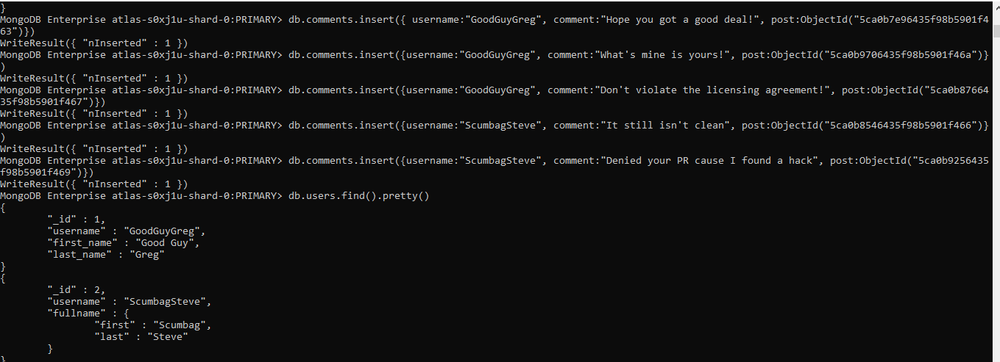 }
MongoDB Enterprise atlas-s0xj1u-shard-0:PRIMARY> db.comments.insert({ username:"GoodGuyGreg", comment:"Hope you got a good deal!", post:ObjectId("5ca0b7e96435f98b5901f4
63")})
WriteResult({ "nInserted" : 1 })
MongoDB Enterprise atlas-s0xj1u-shard-0:PRIMARY> db.comments.insert({username:"GoodGuyGreg", comment:"What's mine is yours!", post:ObjectId("5ca0b9706435f98b5901f46a")}
)
WriteResult({ "nInserted" : 1 })
MongoDB Enterprise atlas-s0xj1u-shard-0:PRIMARY> db.comments.insert({username:"GoodGuyGreg", comment:"Don't violate the licensing agreement!", post:ObjectId("5ca0b87664
35f98b5901f467")})
WriteResult({ "nInserted" : 1 })
MongoDB Enterprise atlas-s0xj1u-shard-0:PRIMARY> db.comments.insert({username:"ScumbagSteve", comment:"It still isn't clean", post:ObjectId("5ca0b8546435f98b5901f466")}
)
WriteResult({ "nInserted" : 1 })
MongoDB Enterprise atlas-s0xj1u-shard-0:PRIMARY> db.comments.insert({username:"ScumbagSteve", comment:"Denied your PR cause I found a hack", post:ObjectId("5ca0b9256435
f98b5901f469")})
WriteResult({ "nInserted" : 1 })
MongoDB Enterprise atlas-s0xj1u-shard-0:PRIMARY> db.users.find().pretty()
{
"_id" : 1,
"username" : "GoodGuyGreg",
"first_name" : "Good Guy",
"last_name" : "Greg"
}
{
"_id" : 2,
"username" : "ScumbagSteve",
"fullname" : {
"first" : "Scumbag",
"last" : "Steve"
}
}